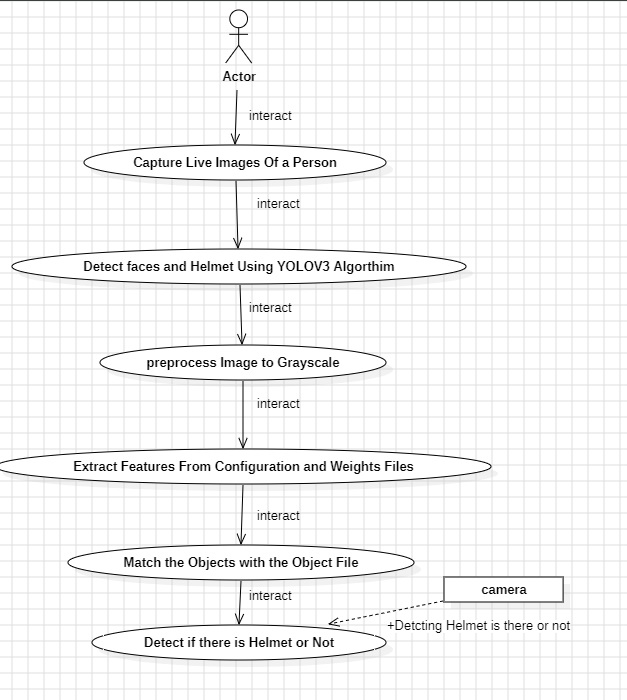 Actor
interact
Capture Live Images Of a Person
interact
Detect faces and Helmet Using YOLOV3 Algorthim
interact
preprocess Image to Grayscale
interact
Extract Features From Configuration and Weights Files
interact
Match the Objects with the Object File
camera
interact
+Detcting Helmet is there or not
Detect if there is Helmet or Not